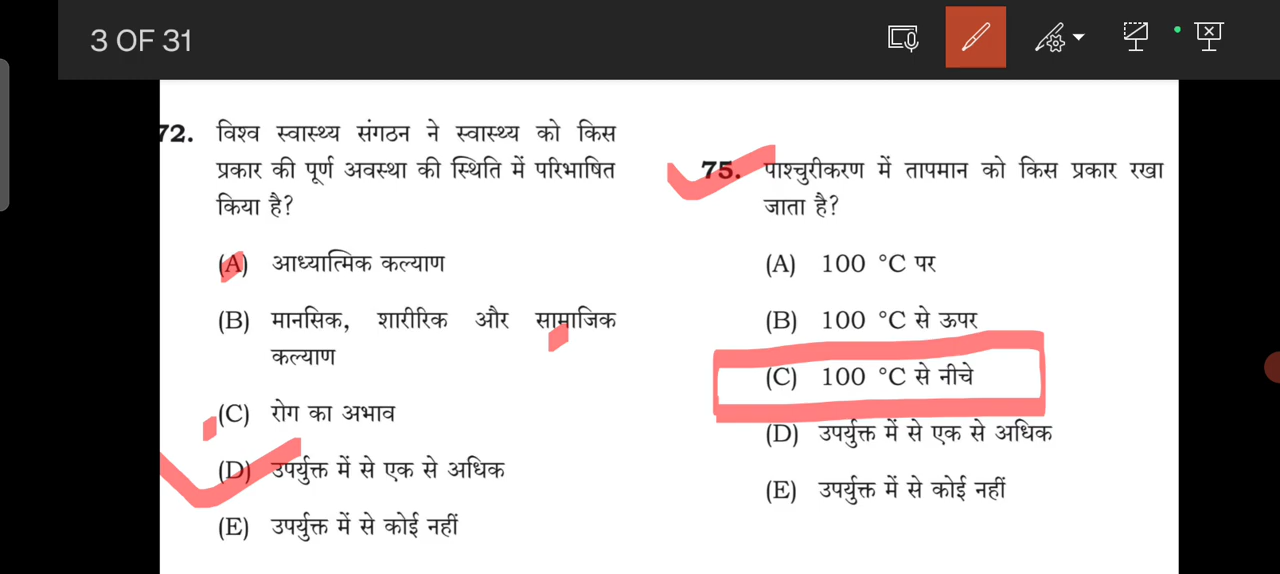 3 OF 31
72. विश्व स्वास्थ्य संगठन ने स्वास्थ्य को किस
प्रकार की पूर्ण अवस्था की स्थिति में परिभाषित
किया है?
(A) आध्यात्मिक कल्याण
(B) मानसिक, शारीरिक और सामाजिक
कल्याण
(C) रोग का अभाव
(D) उपर्युक्त में से एक से अधिक
(E) उपर्युक्त में से कोई नहीं
75. पाश्चुरीकरण में तापमान को किस प्रकार रखा
जाता है?
(A) 100 °C पर
(B) 100 °C से ऊपर
(C) 100 °C से नीचे
(D) उपर्युक्त में से एक से अधिक
(E) उपर्युक्त में से कोई नहीं